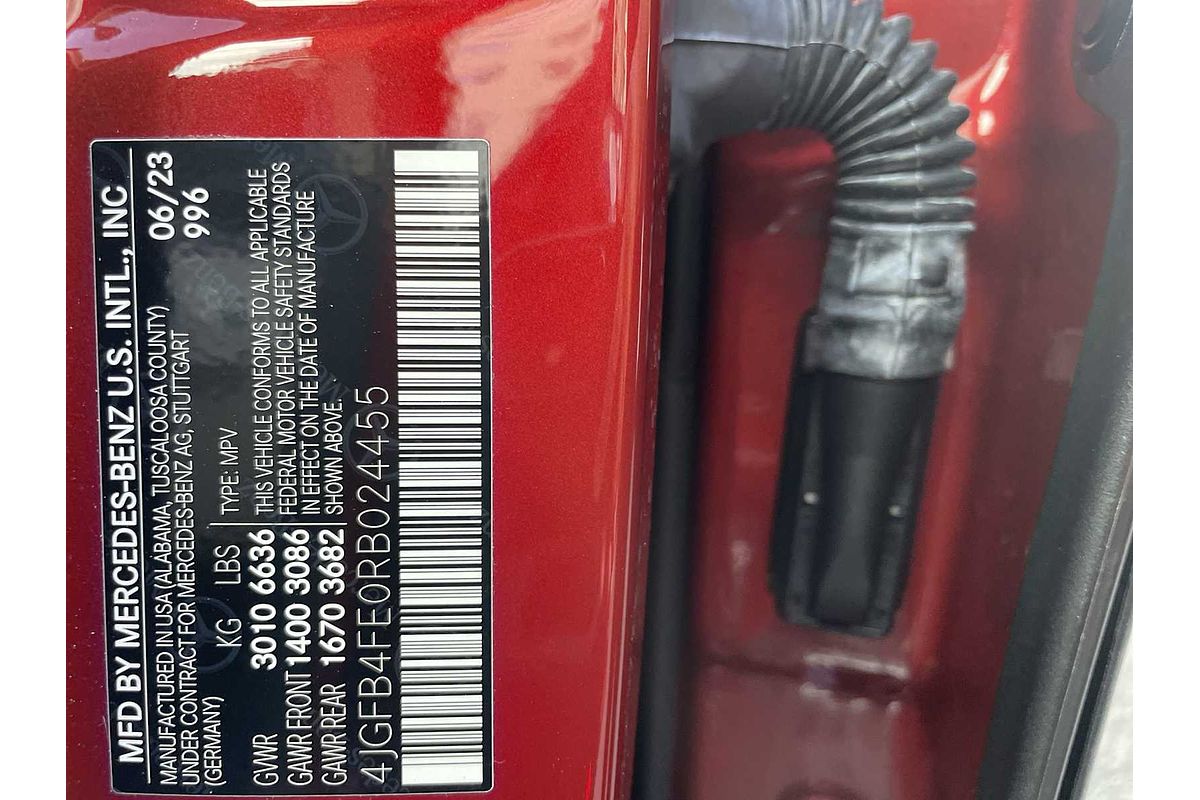 MFD BY MERCEDES-BENZ U.S. INTL., INC
MANUFACTURED IN USA (ALABAMA, TUSCALOOSA COUNTY) 06/23
UNDER CONTRACT FOR MERCEDES-BENZ AG, STUTTGART 996
(GERMANY)
KG LBS TYPE: MPV
GVWR 3010 6636 THIS VEHICLE CONFORMS TO ALL APPLICABLE
GAWR FRONT 1400 3086 FEDERAL MOTOR VEHICLE SAFETY STANDARDS
GAWR REAR 1670 3682 IN EFFECT ON THE DATE OF MANUFACTURE
SHOWN ABOVE.
4JGFB4FE0RB024455